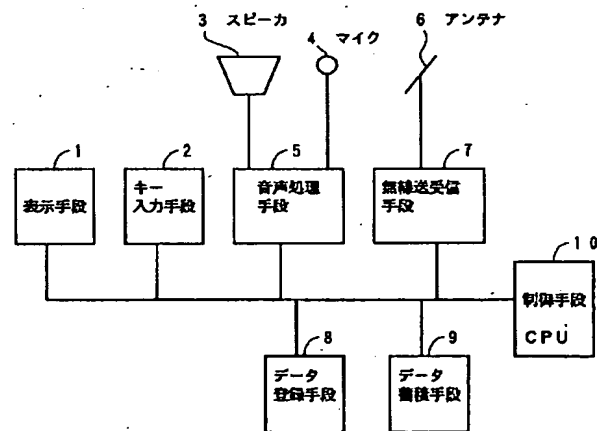 3 スピーカ
4 マイク
6 アンテナ
1
2
5
7
表示手段
キー
入力手段
音声処理
手段
無線送受信
手段
10
制御手段
CPU
8
9
データ
登録手段
データ
蓄積手段